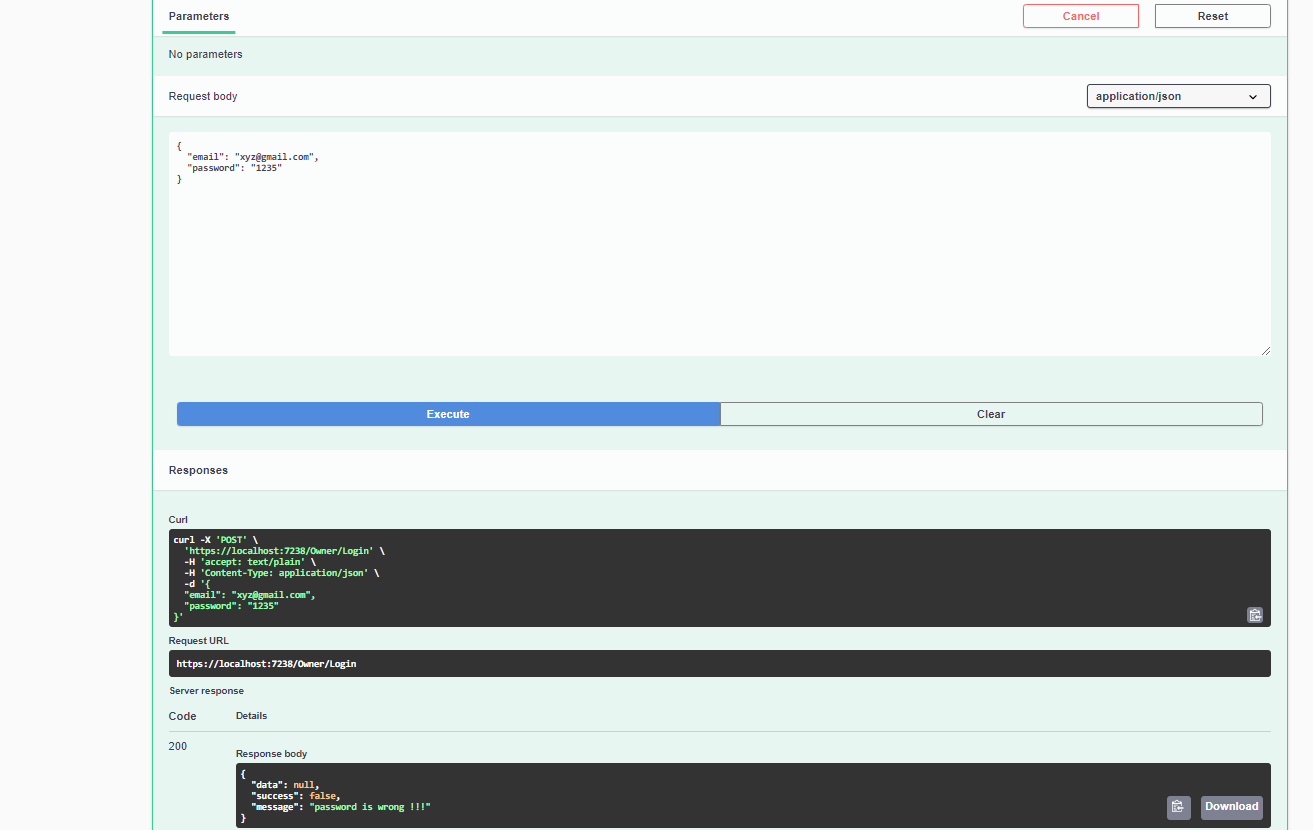 Parameters
Cancel
Reset
No parameters
Request body
application/json
{
  "email": "xyz@gmail.com",
  "password": "1235"
}
Execute
Clear
Responses
Curl
curl -X 'POST' \
  'https://localhost:7238/Owner/Login' \
  -H 'accept: text/plain' \
  -H 'Content-Type: application/json' \
  -d '{
  "email": "xyz@gmail.com",
  "password": "1235"
}'
Request URL
https://localhost:7238/Owner/Login
Server response
Code Details
200
Response body
{
  "data": null,
  "success": false,
  "message": "password is wrong !!!"
}
Download